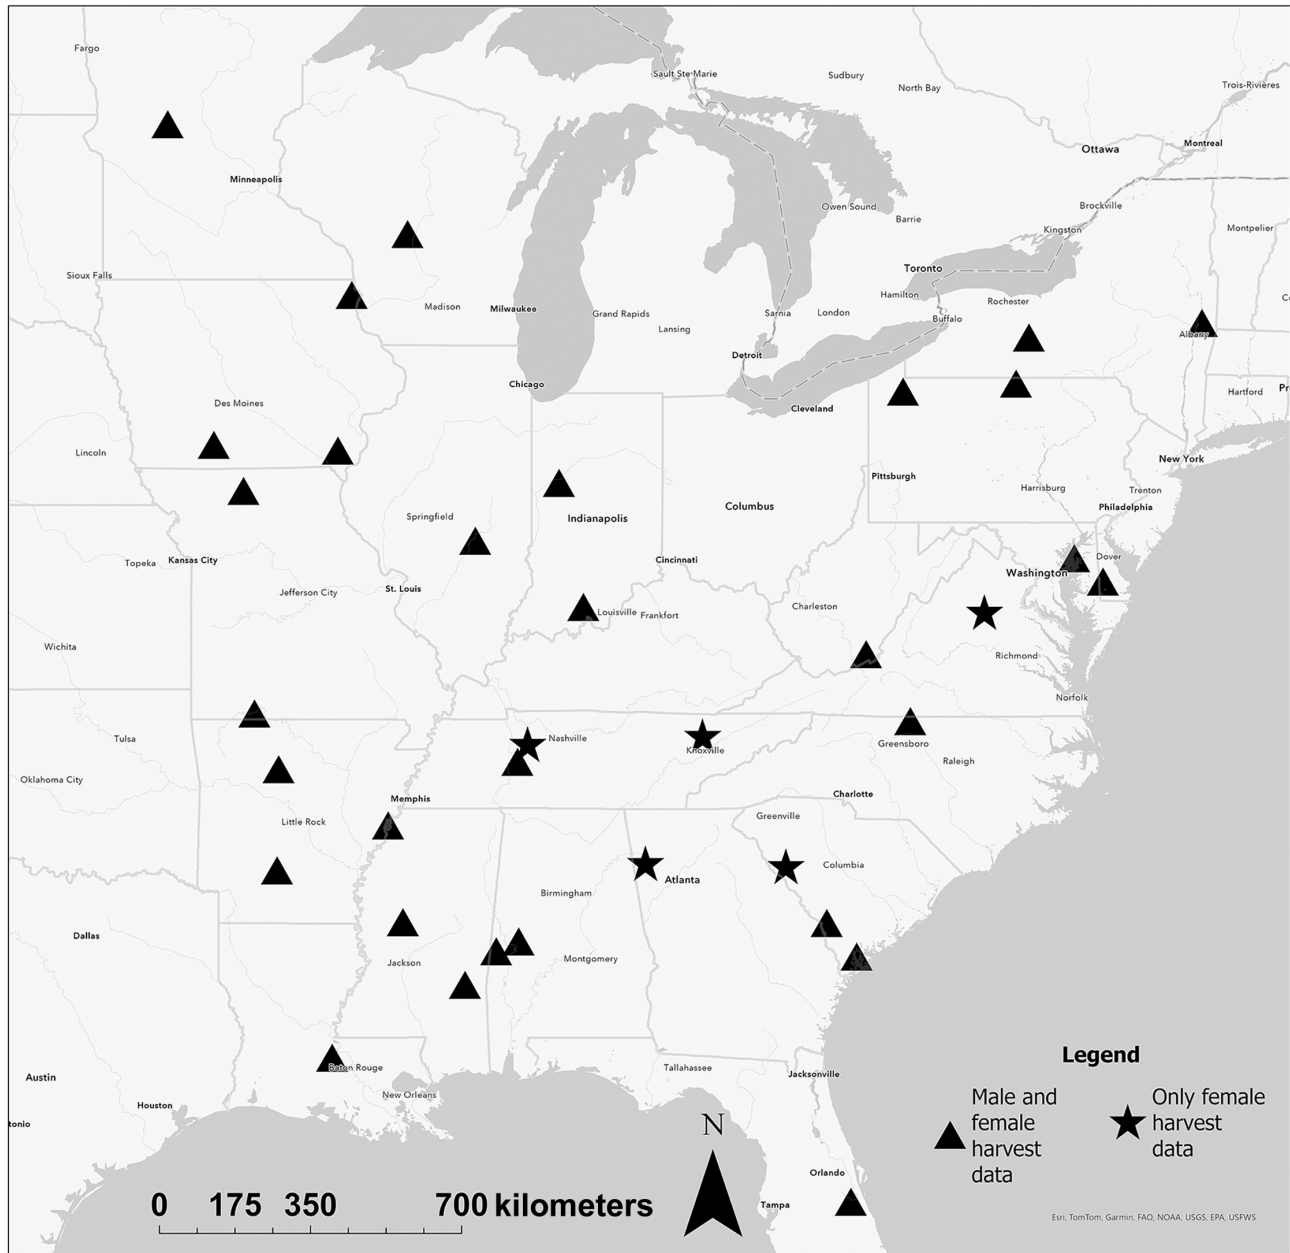 Fargo
Sault Ste Marie
Sudbury
North Bay
Trois-Rivières
Ottawa
Montreal
Minneapolis
Owen Sound
Barrie
Brockville
Kingston
Montpelier
Sioux Falls
Toronto
Hamilton
Rochester
Madison
Milwaukee
Grand Rapids
Lansing
Sarnia
London
Buffalo
Albany
Detroit
Chicago
Cleveland
Hartford
Des Moines
Lincoln
New York
Pittsburgh
Harrisburg
Trenton
Philadelphia
Springfield
Indianapolis
Columbus
Topeka
Kansas City
Cincinnati
Dover
Washington
Jefferson City
St. Louis
Louisville
Frankfort
Charleston
Wichita
Richmond
Norfolk
Tulsa
Nashville
Knoxville
Greensboro
Raleigh
Oklahoma City
Memphis
Charlotte
Little Rock
Greenville
Columbia
Birmingham
Atlanta
Dallas
Jackson
Montgomery
Baton Rouge
Tallahassee
Jacksonville
Austin
New Orleans
Houston
tonio
Orlando
Tampa
Legend
Male and
female
harvest
data
Only female
harvest
data
N
0 175 350 700 kilometers
Esri, TomTom, Garmin, FAO, NOAA, USGS, EPA, USFWS